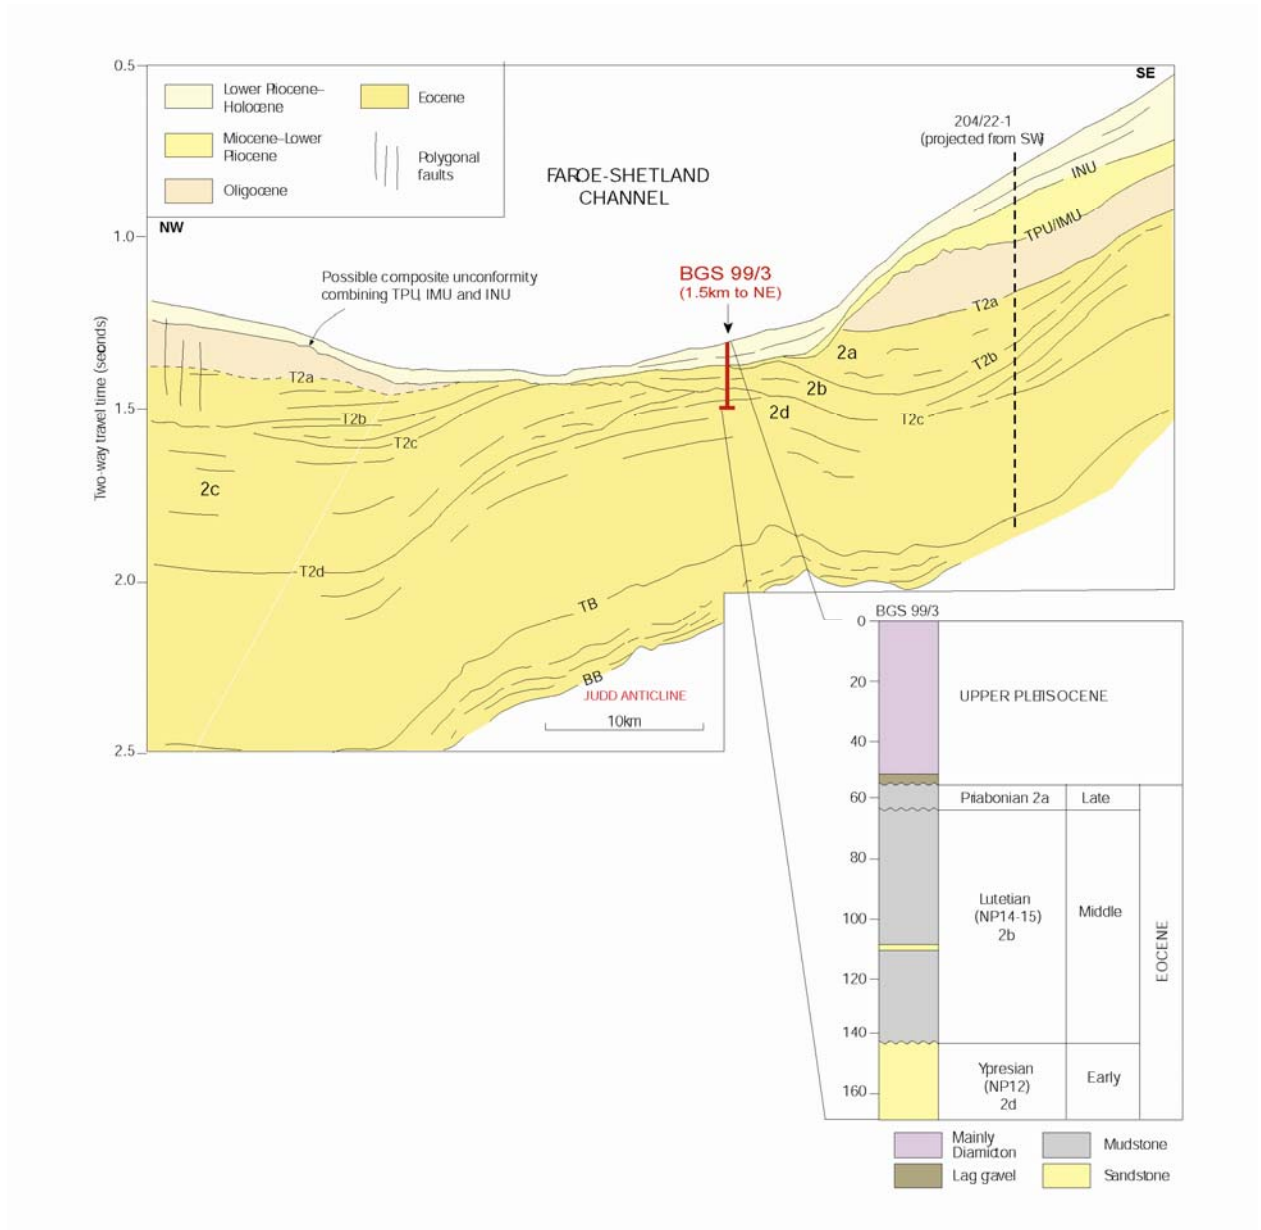 0.5
SE
Lower Pliocene–
Holocene
Eocene
Miocene–Lower
Pliocene
Polygonal
faults
Oligocene
204/22-1
(projected from SW)
FAROE-SHETLAND
CHANNEL
INU
TPU/IMU
NW
1.0
Possible composite unconformity
combining TPU, IMU and INU
BGS 99/3
(1.5km to NE)
T2a
2a
T2b
T2a
2b
2d
T2c
1.5
T2b
T2c
2c
Two-way travel time (seconds)
2.0
T2d
TB
BB
JUDD ANTICLINE
10km
2.5
BGS 99/3
0
20
UPPER PLEISOCENE
40
60
Priabonian 2a
Late
80
Lutetian
(NP14-15)
2b
Middle
100
EOCENE
120
140
Ypresian
(NP12)
2d
Early
160
Mainly
Diamicton
Mudstone
Lag gravel
Sandstone